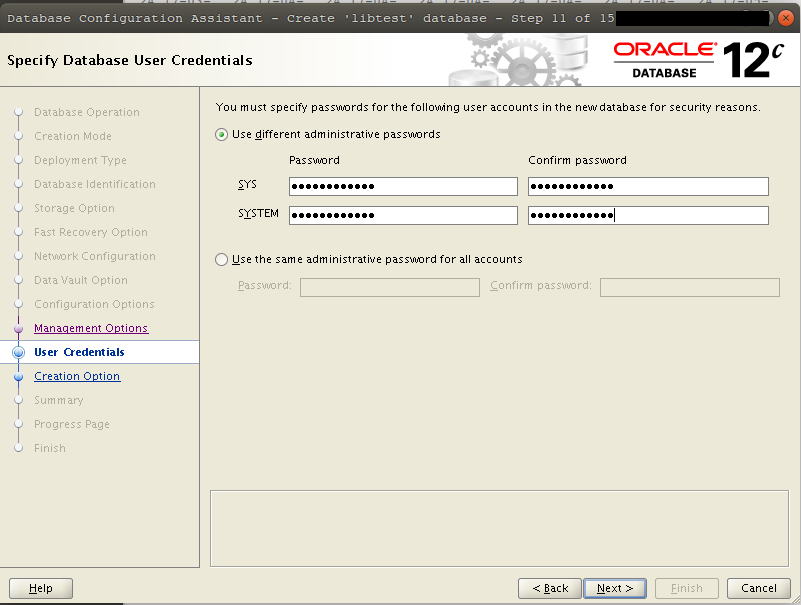 Database Configuration Assistant - Create 'libtest' database - Step 11 of 15
Specify Database User Credentials
ORACLE®
DATABASE
12c
Database Operation
Creation Mode
Deployment Type
Database Identification
Storage Option
Fast Recovery Option
Network Configuration
Data Vault Option
Configuration Options
Management Options
User Credentials
Creation Option
Summary
Progress Page
Finish
You must specify passwords for the following user accounts in the new database for security reasons.
Use different administrative passwords
Password Confirm password
SYS ●●●●●●●●●●●● ●●●●●●●●●●●●
SYSTEM ●●●●●●●●●●●● ●●●●●●●●●●●●
Use the same administrative password for all accounts
Password: Confirm password:
Help < Back Next > Finish Cancel